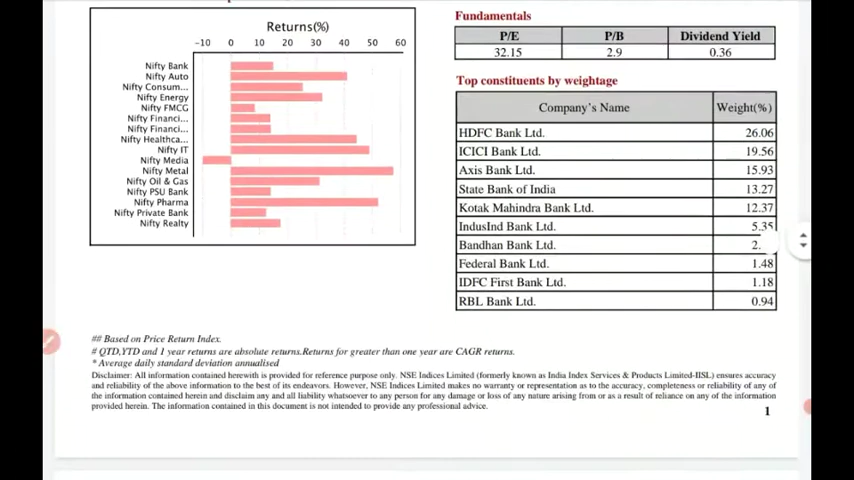 Returns(%)
-10 0 10 20 30 40 50 60
Nifty Bank
Nifty Auto
Nifty Consum...
Nifty Energy
Nifty FMCG
Nifty Financi...
Nifty Financi...
Nifty Healthca...
Nifty IT
Nifty Media
Nifty Metal
Nifty Oil & Gas
Nifty PSU Bank
Nifty Pharma
Nifty Private Bank
Nifty Realty
Fundamentals
P/E P/B Dividend Yield
32.15 2.9 0.36
Top constituents by weightage
Company's Name Weight(%)
HDFC Bank Ltd. 26.06
ICICI Bank Ltd. 19.56
Axis Bank Ltd. 15.93
State Bank of India 13.27
Kotak Mahindra Bank Ltd. 12.37
IndusInd Bank Ltd. 5.35
Bandhan Bank Ltd. 2.
Federal Bank Ltd. 1.48
IDFC First Bank Ltd. 1.18
RBL Bank Ltd. 0.94
## Based on Price Return Index.
# QTD,YTD and 1 year returns are absolute returns.Returns for greater than one year are CAGR returns.
* Average daily standard deviation annualised
Disclaimer: All information contained herewith is provided for reference purpose only. NSE Indices Limited (formerly known as India Index Services & Products Limited-IISL) ensures accuracy
and reliability of the above information to the best of its endeavors. However, NSE Indices Limited makes no warranty or representation as to the accuracy, completeness or reliability of any of
the information contained herein and disclaim any and all liability whatsoever to any person for any damage or loss of any nature arising from or as a result of reliance on any of the information
provided herein. The information contained in this document is not intended to provide any professional advice.
1